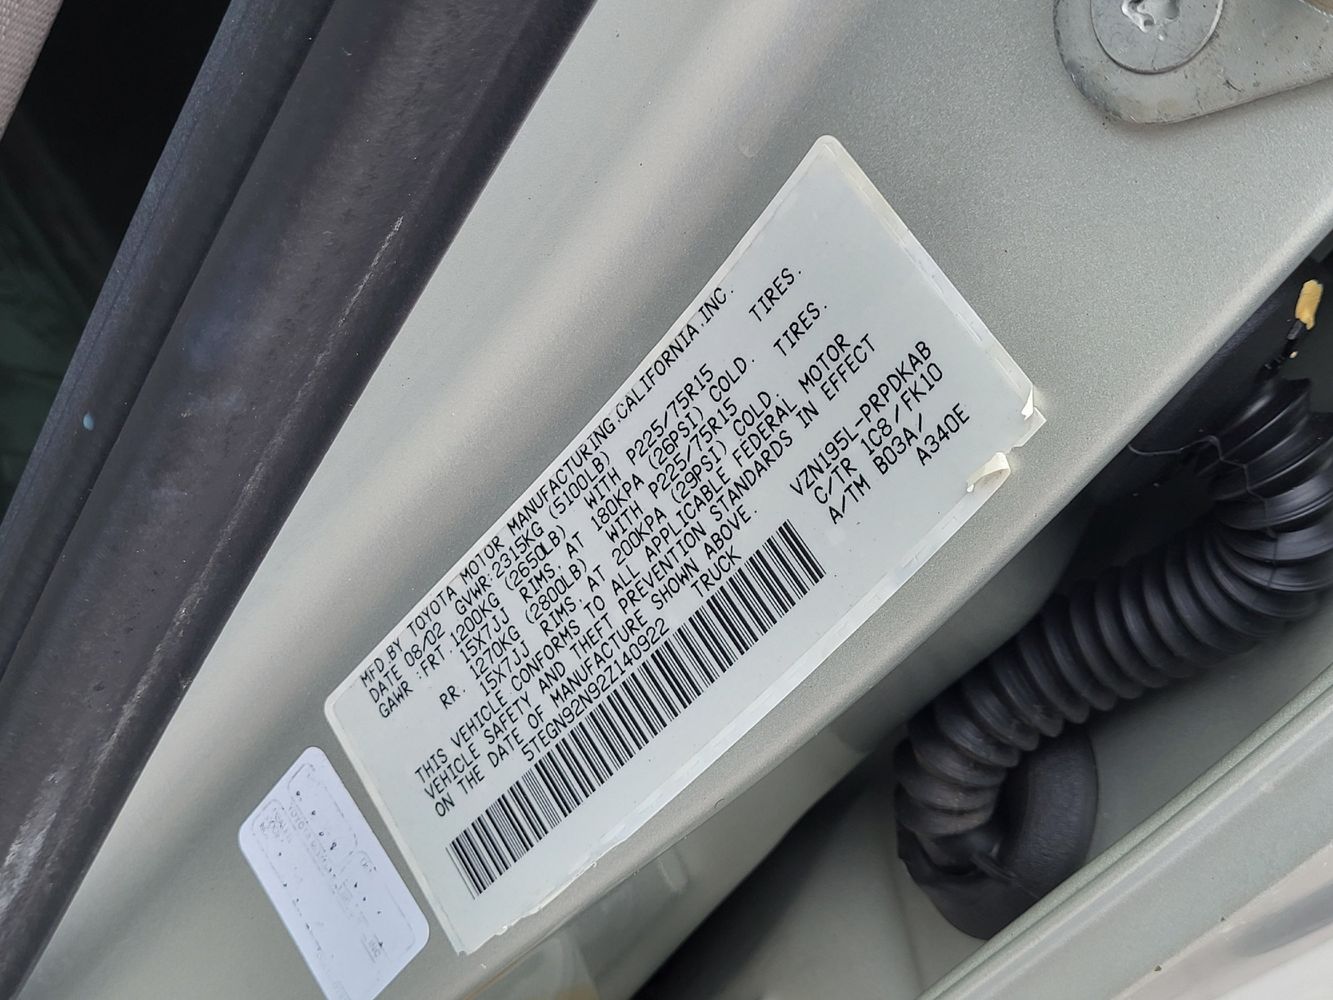 MFD BY TOYOTA MOTOR MANUFACTURING.CALIFORNIA.INC.
DATE 08/02 GVWR:2315KG(5100LB)
GAWR:FRT 1200KG (2650LB) WITH P225/75R15 TIRES.
15X7JJ RIMS AT 180KPA (26PSI) COLD.
RR. 1270KG (2800LB) WITH P225/75R15 TIRES.
15X7JJ RIMS AT 200KPA (29PSI) COLD.
THIS VEHICLE CONFORMS TO ALL APPLICABLE FEDERAL MOTOR
VEHICLE SAFETY AND THEFT PREVENTION STANDARDS IN EFFECT
ON THE DATE OF MANUFACTURE SHOWN ABOVE.
5TEGN92N92Z140922 TRUCK
VZN195L-PRPDKAB
C/TR 1C8/FK10
A/TM B03A/
A340E